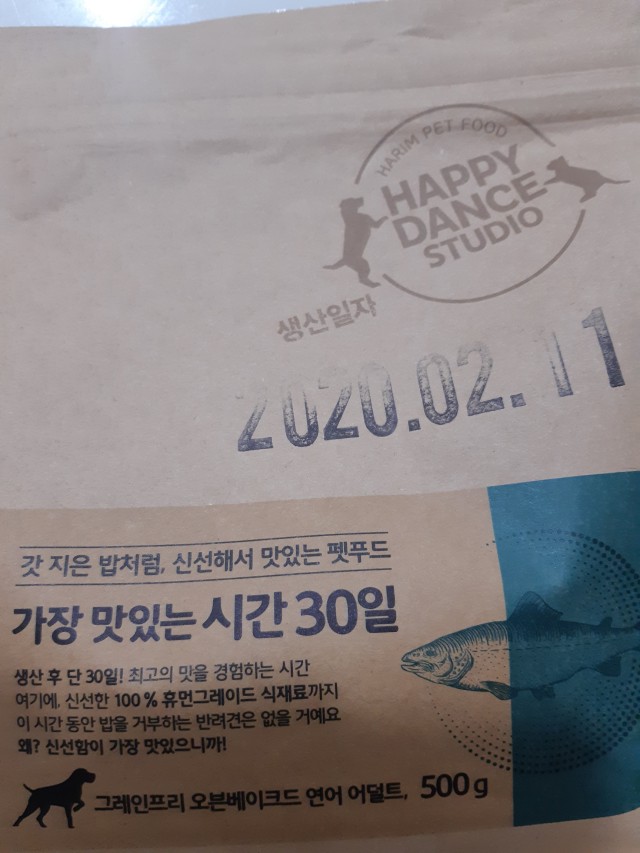 HARIM PET FOOD
HAPPY
DANCE
STUDIO
생산일자
2020.02.11
갓 지은 밥처럼, 신선해서 맛있는 펫푸드
가장 맛있는 시간 30일
생산 후 단 30일! 최고의 맛을 경험하는 시간
여기에, 신선한 100 % 휴먼그레이드 식재료까지
이 시간 동안 밥을 거부하는 반려견은 없을 거예요
왜? 신선함이 가장 맛있으니까!
그레인프리 오븐베이크드 연어 어덜트, 500 g